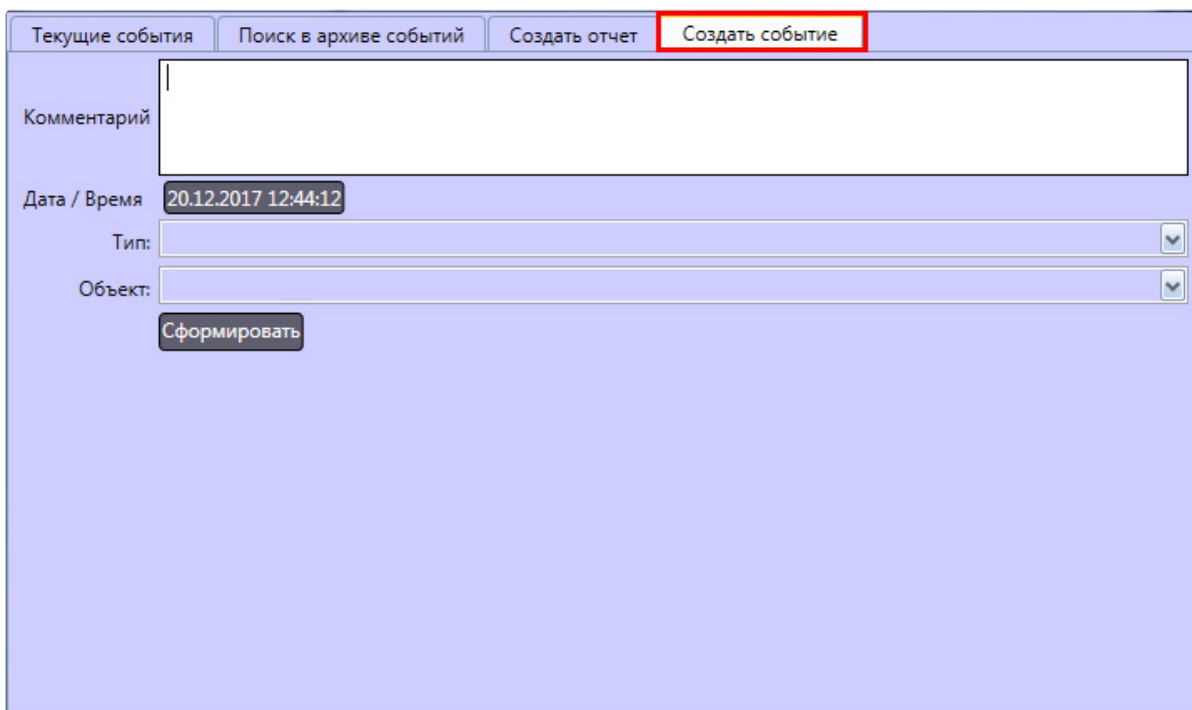 Текущие события Поиск в архиве событий Создать отчет Создать событие
Комментарий
Дата / Время 20.12.2017 12:44:12
Тип:
Объект:
Сформировать